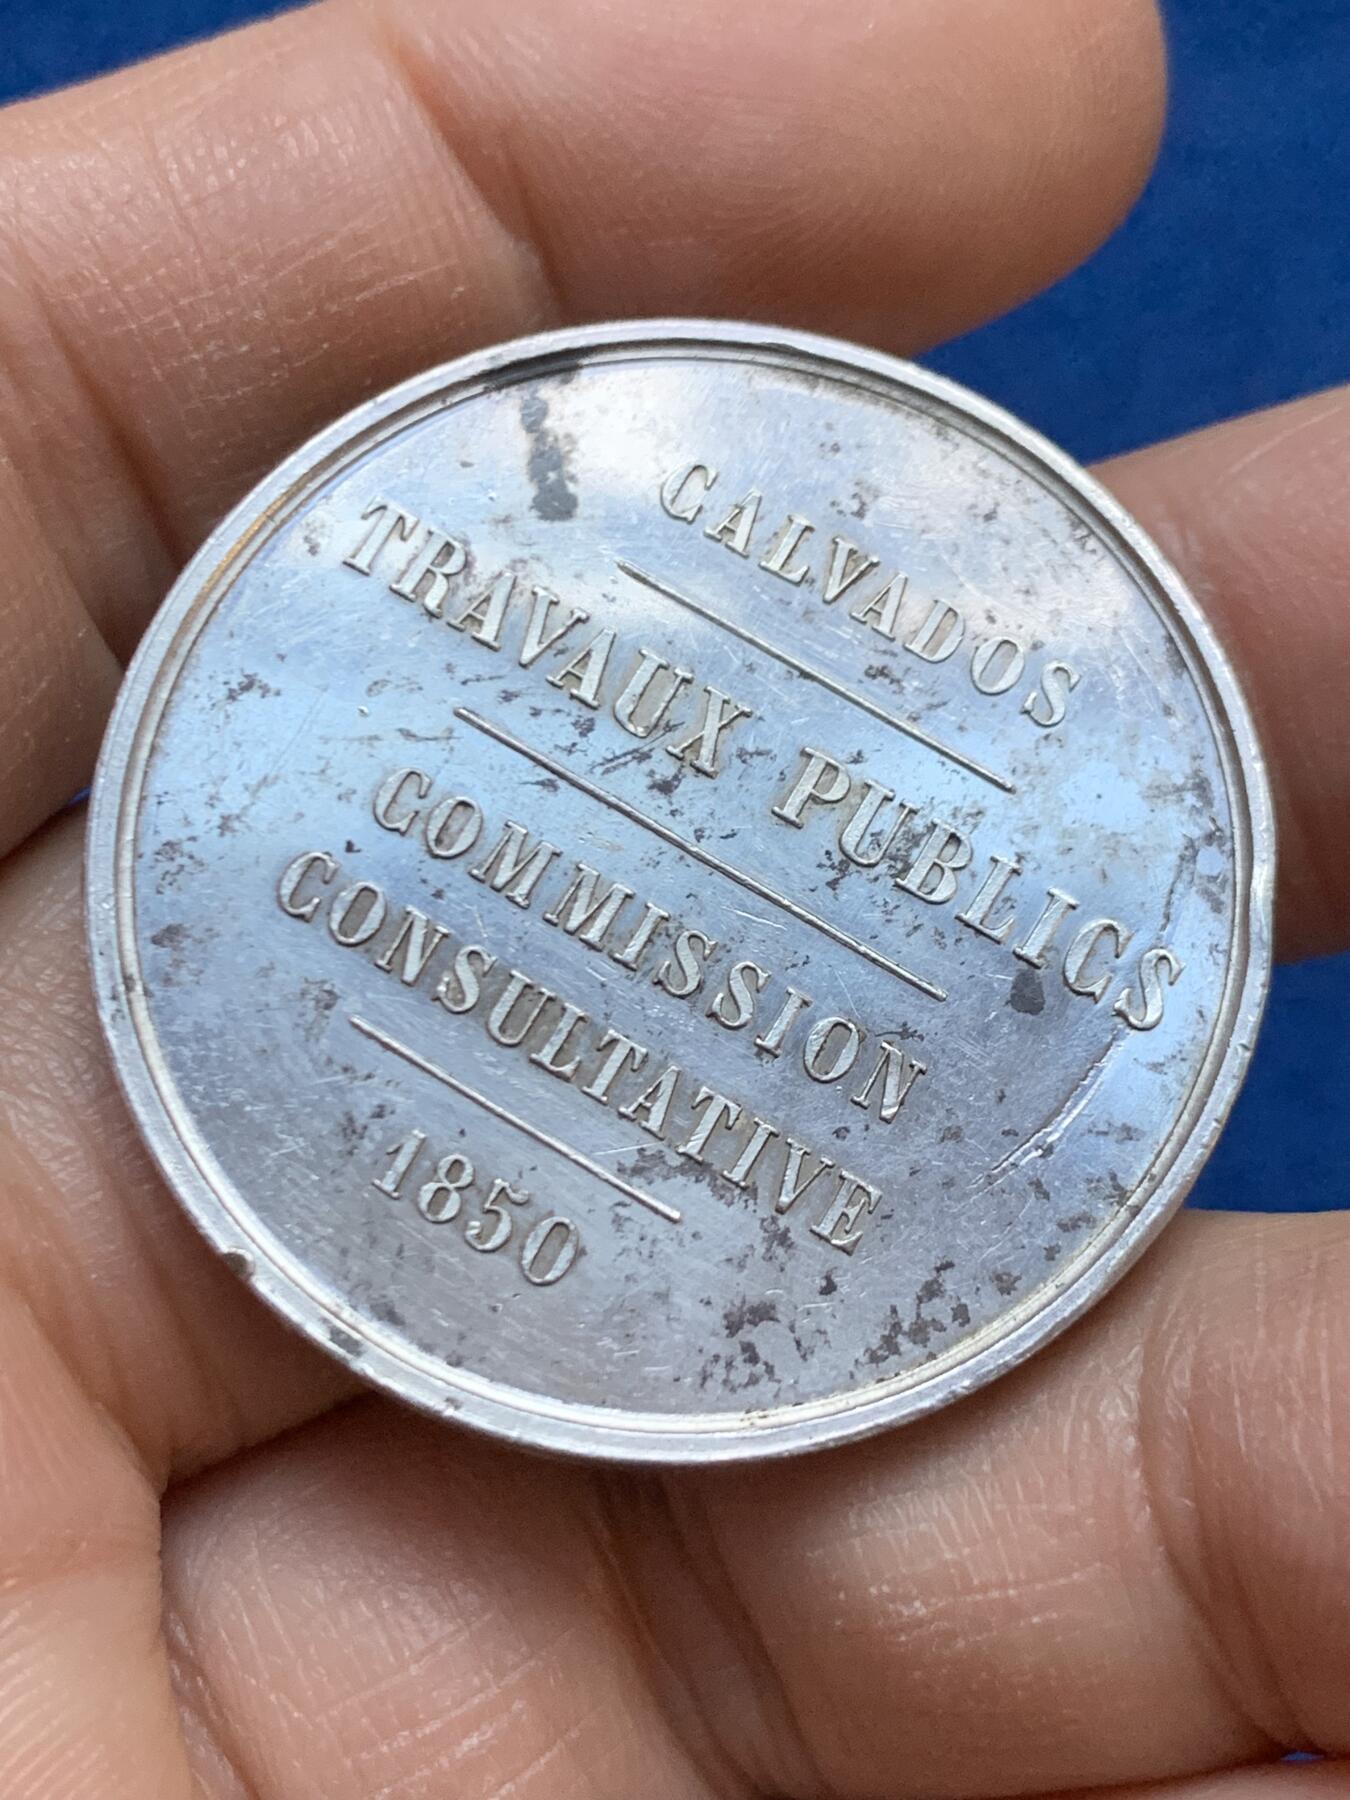 CALVADOS
TRAVAUX PUBLICS
COMMISSION
CONSULTATIVE
1850